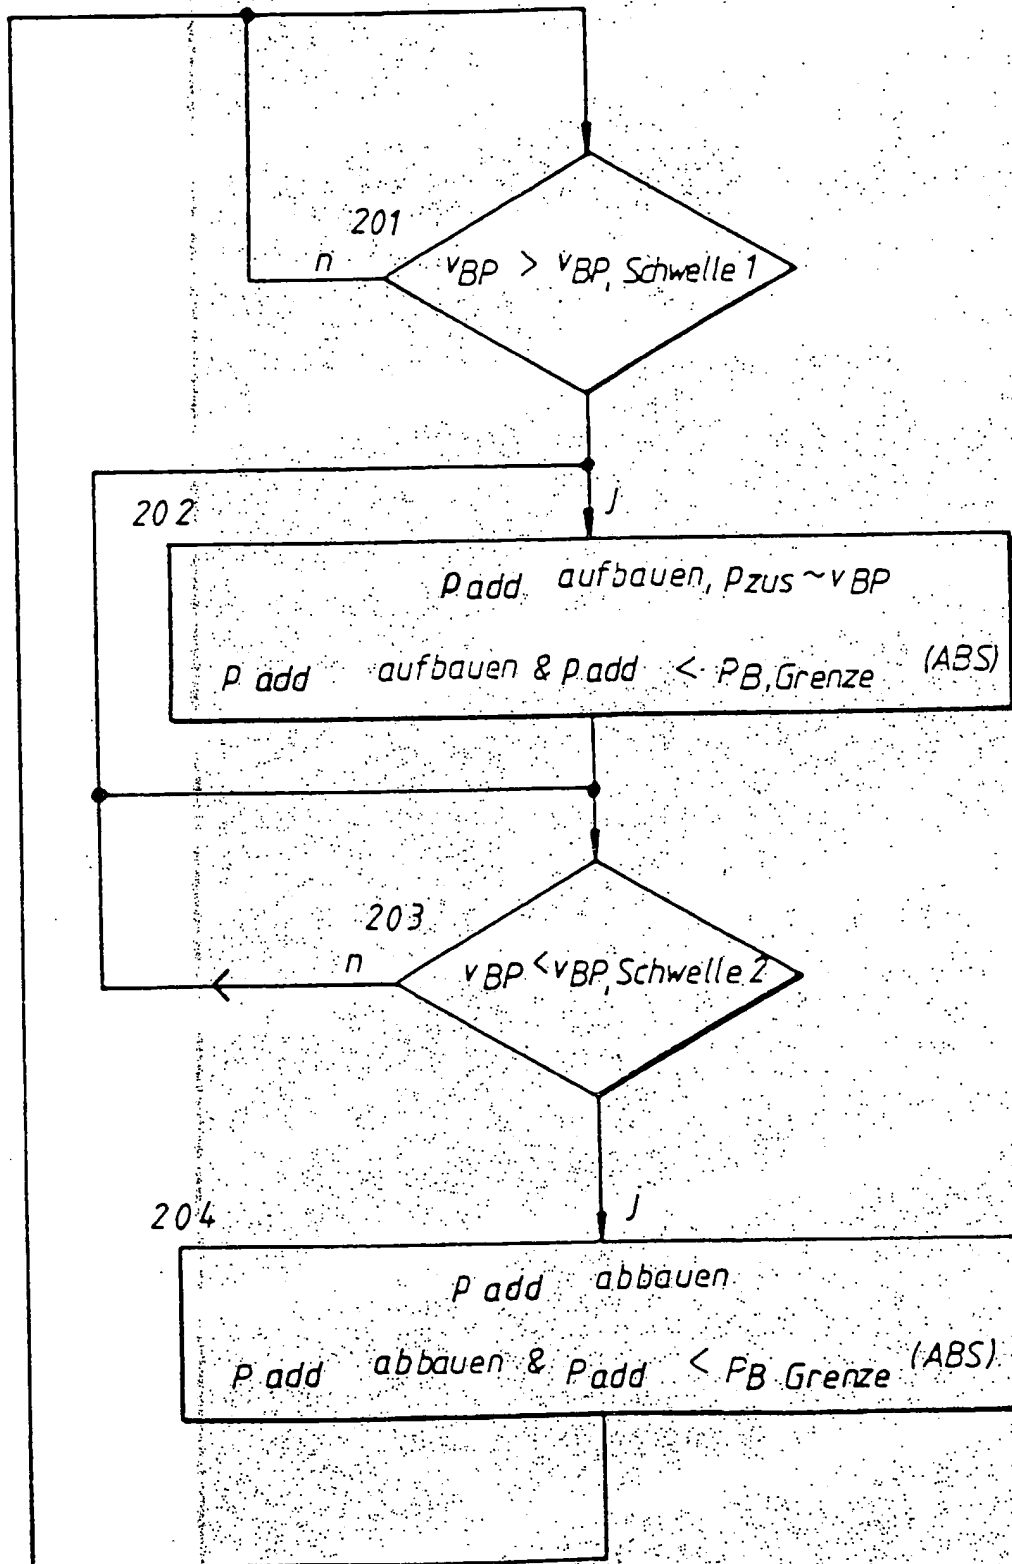 201
n
vBP > vBP, Schwelle 1
202
j
p add aufbauen, pzus ~ vBP
p add aufbauen & p add < PB, Grenze (ABS)
203
n
vBP < vBP, Schwelle 2
204
j
p add abbauen
p add abbauen & p add < PB Grenze (ABS)